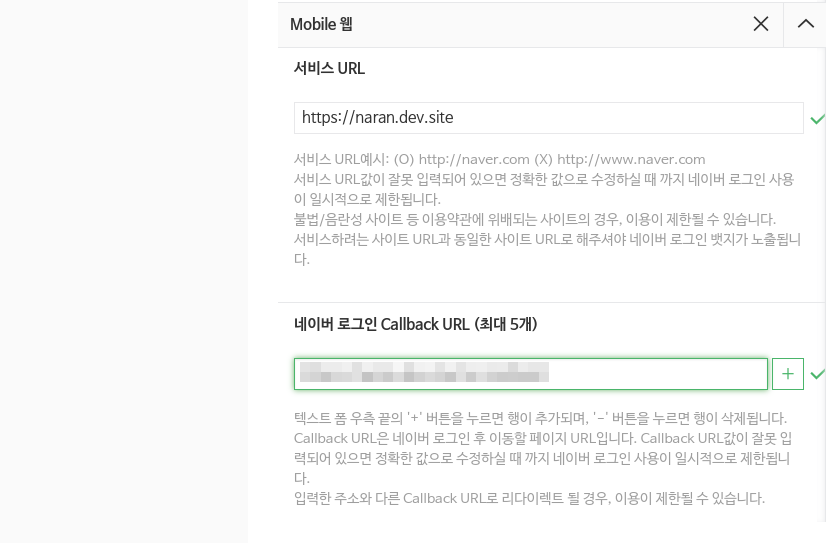 Mobile 웹
서비스 URL
https://naran.dev.site
서비스 URL예시: (O) http://naver.com (X) http://www.naver.com
서비스 URL값이 잘못 입력되어 있으면 정확한 값으로 수정하실 때 까지 네이버 로그인 사용
이 일시적으로 제한됩니다.
불법/음란성 사이트 등 이용약관에 위배되는 사이트의 경우, 이용이 제한될 수 있습니다.
서비스하려는 사이트 URL과 동일한 사이트 URL로 해주셔야 네이버 로그인 뱃지가 노출됩니
다.
네이버 로그인 Callback URL (최대 5개)
텍스트 폼 우측 끝의 '+' 버튼을 누르면 행이 추가되며, '-' 버튼을 누르면 행이 삭제됩니다.
Callback URL은 네이버 로그인 후 이동할 페이지 URL입니다. Callback URL값이 잘못 입
력되어 있으면 정확한 값으로 수정하실 때 까지 네이버 로그인 사용이 일시적으로 제한됩니
다.
입력한 주소와 다른 Callback URL로 리다이렉트 될 경우, 이용이 제한될 수 있습니다.